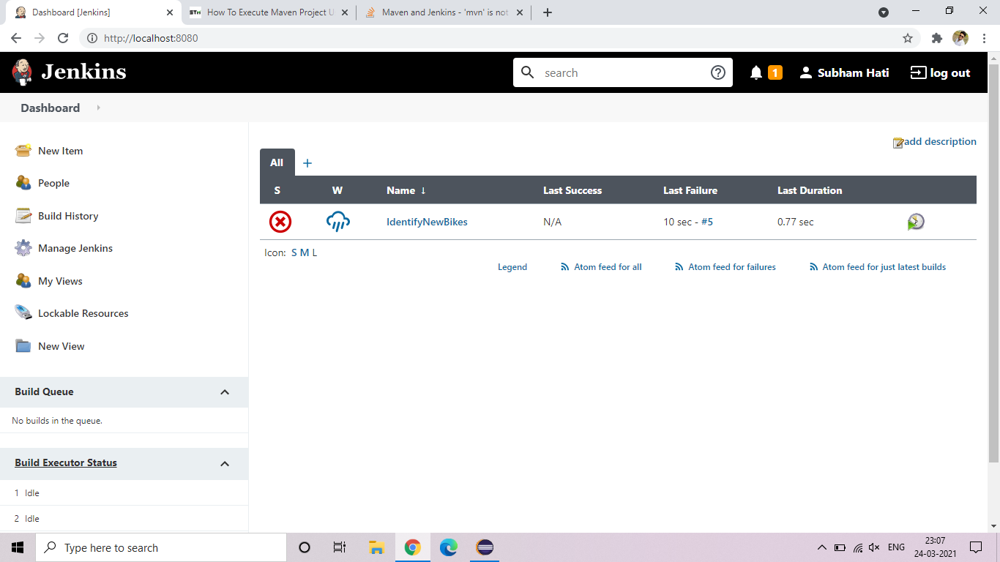 Dashboard [Jenkins]
STH How To Execute Maven Project U
Maven and Jenkins - 'mvn' is not
http://localhost:8080
Jenkins
search
1
Subham Hati
log out
Dashboard
New Item
People
Build History
Manage Jenkins
My Views
Lockable Resources
New View
Build Queue
No builds in the queue.
Build Executor Status
1 Idle
2 Idle
add description
All +
S W Name ↓ Last Success Last Failure Last Duration
IdentifyNewBikes N/A 10 sec - #5 0.77 sec
Icon: S M L
Legend Atom feed for all Atom feed for failures Atom feed for just latest builds
Type here to search
ENG
23:07
24-03-2021